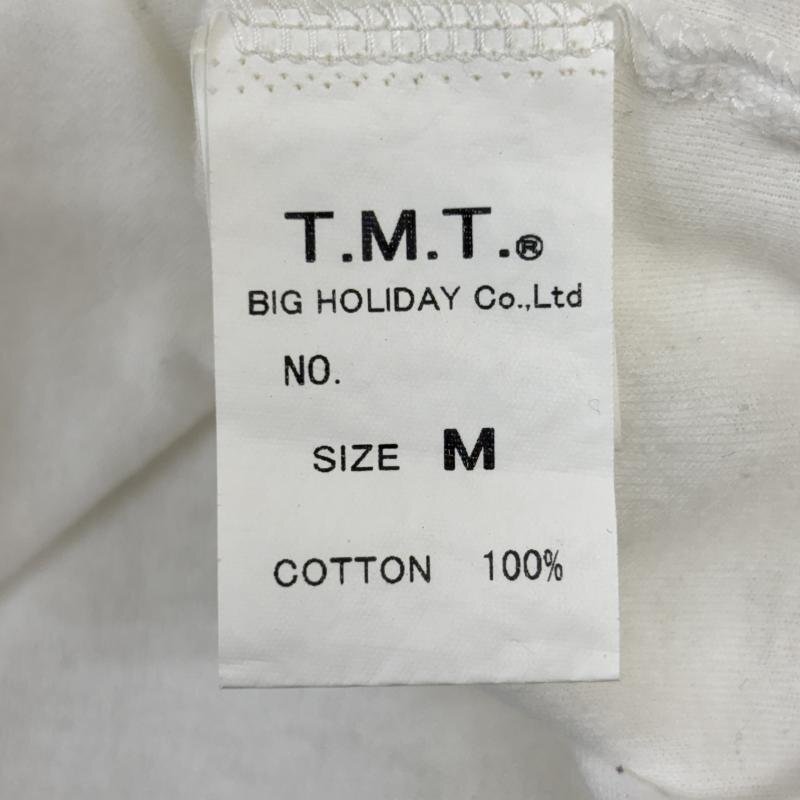 T.M.T.®
BIG HOLIDAY Co.,Ltd
NO.
SIZE M
COTTON 100%